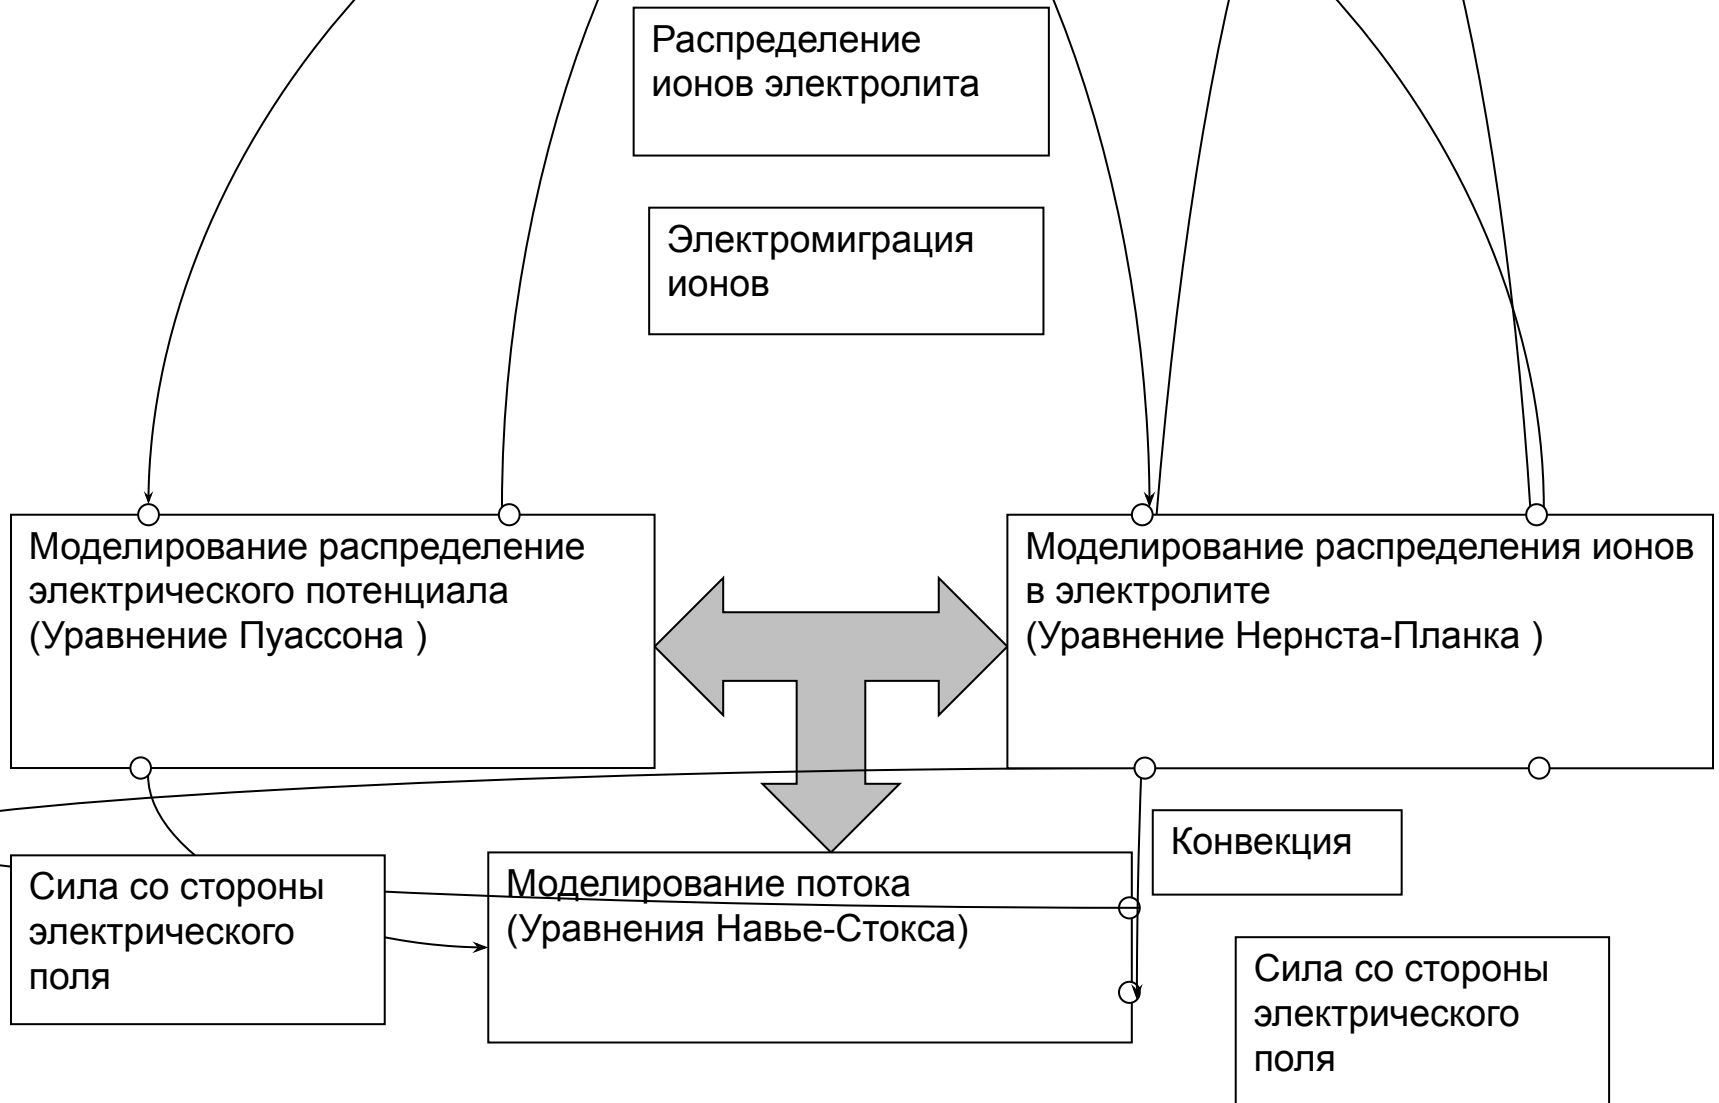 Распределение
ионов электролита
Электромиграция
ионов
Моделирование распределение
электрического потенциала
(Уравнение Пуассона )
Моделирование распределения ионов
в электролите
(Уравнение Нернста-Планка )
Конвекция
Сила со стороны
электрического
поля
Моделирование потока
(Уравнения Навье-Стокса)
Сила со стороны
электрического
поля